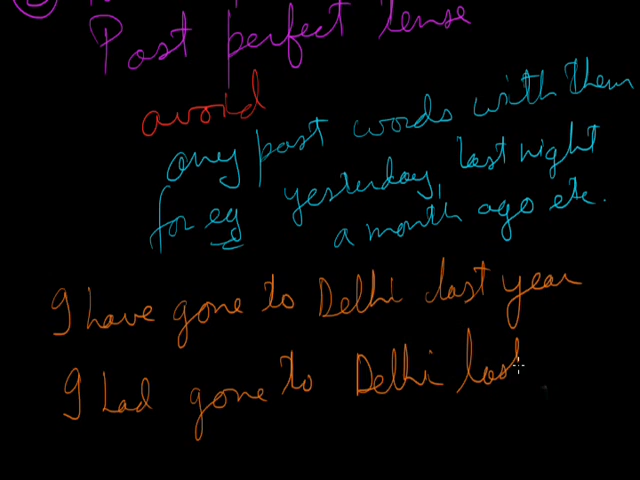 Past perfect tense
avoid
any past words with them
for eg yesterday, last night
a month ago etc.
I have gone to Delhi last year
I had gone to Delhi last